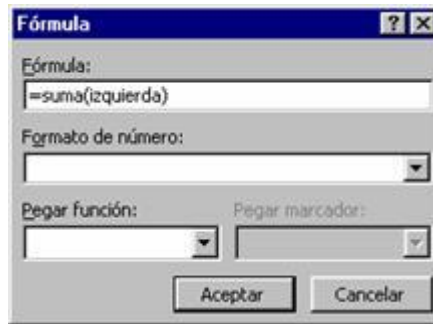 Fórmula
Fórmula:
=suma(izquierda)
Formato de número:
Pegar función: Pegar marcador:
Aceptar Cancelar